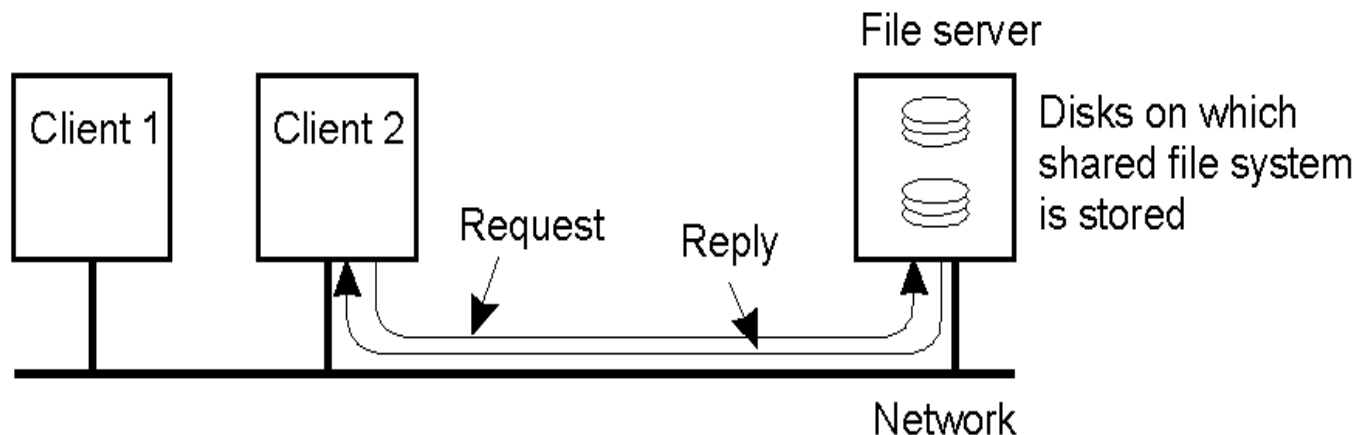 File server
Client 1
Client 2
Disks on which
shared file system
is stored
Request
Reply
Network